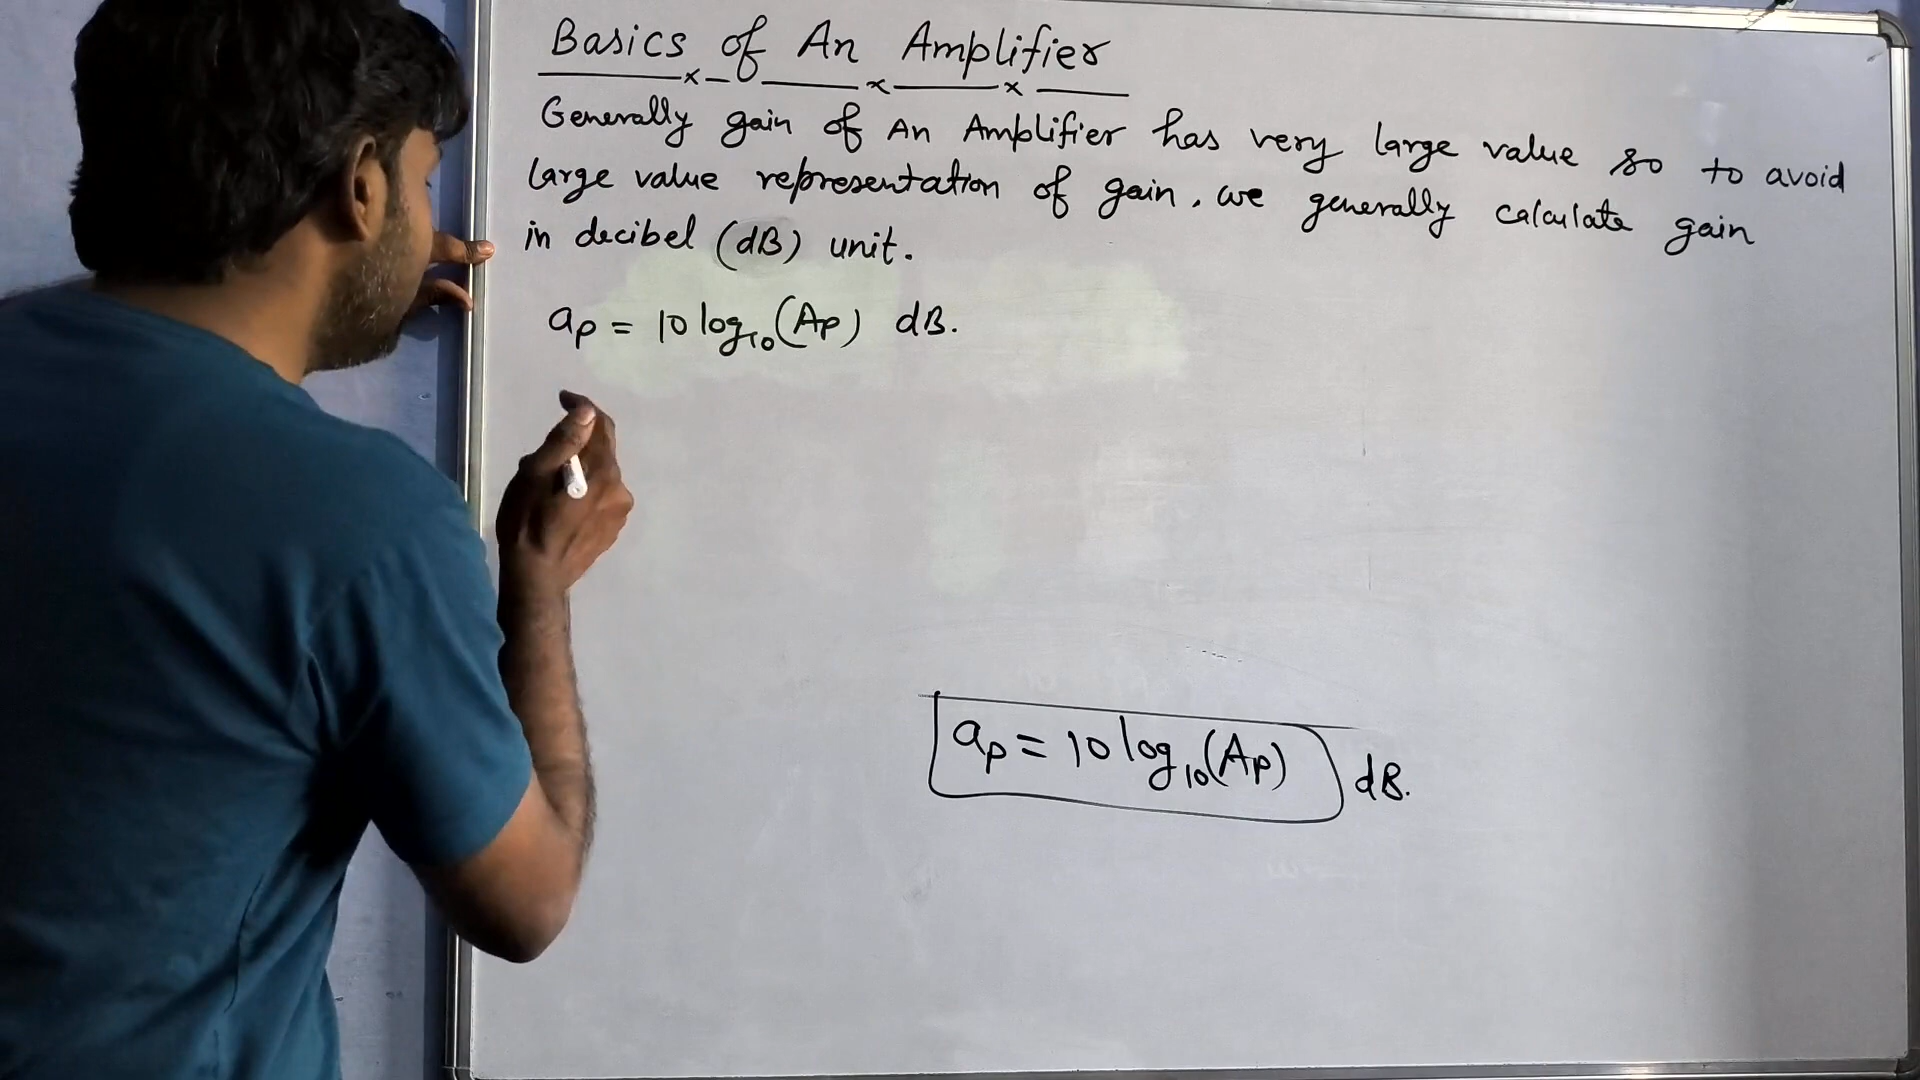 Basics of An Amplifier
Generally gain of An Amplifier has very large value so to avoid
large value representation of gain, we generally calculate gain
in decibel (dB) unit.
ap = 10 log₁₀(Ap) dB.
ap = 10 log₁₀(Ap) dB.